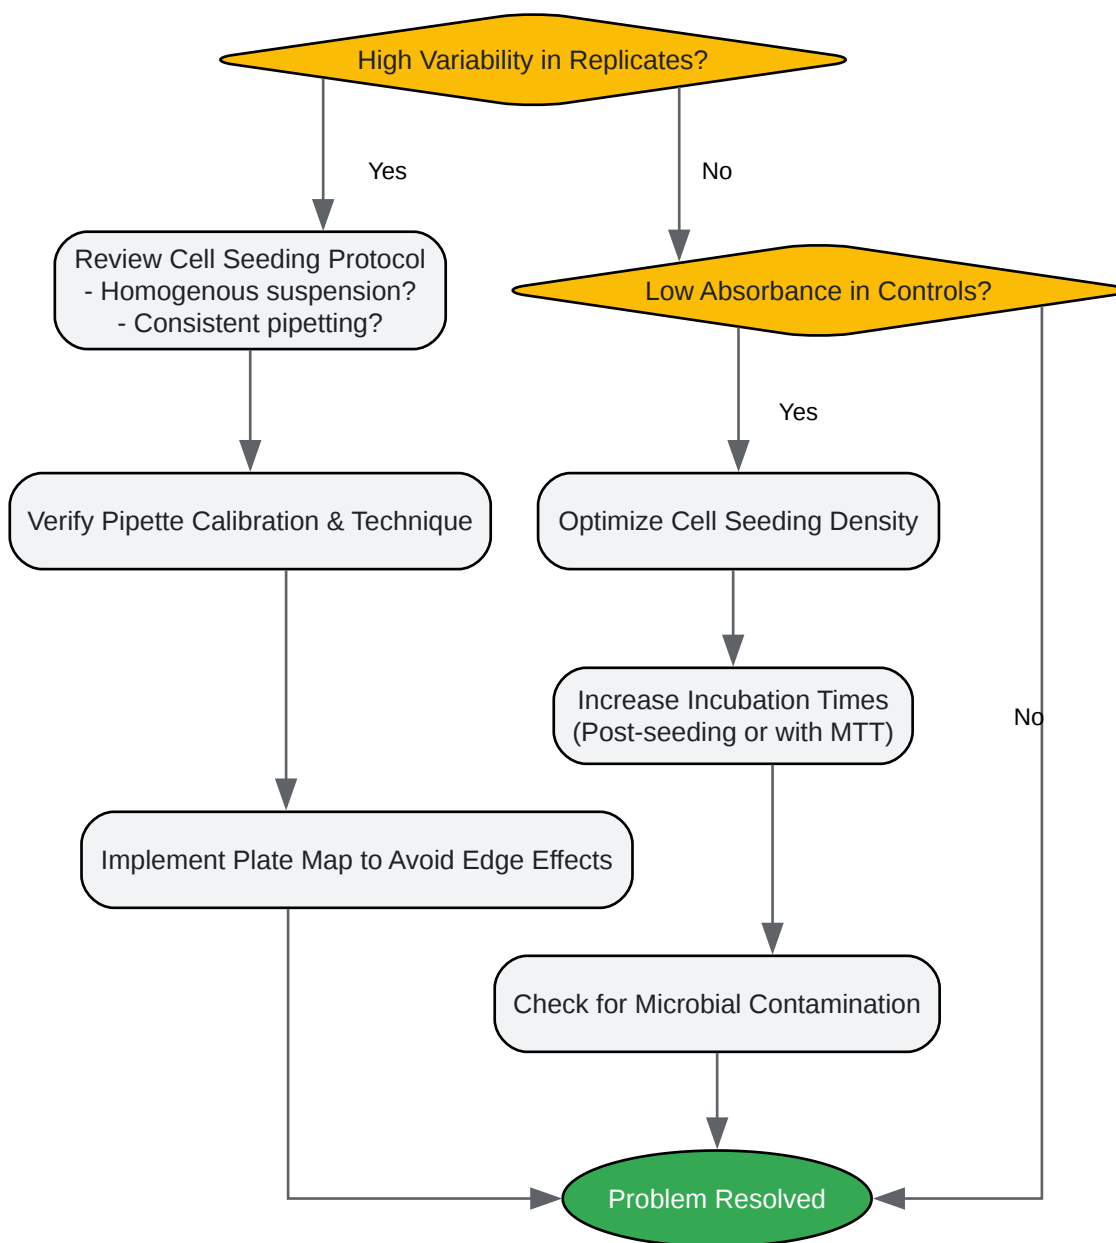 High Variability in Replicates?
Yes
No
Review Cell Seeding Protocol
- Homogenous suspension?
- Consistent pipetting?
Low Absorbance in Controls?
Yes
Verify Pipette Calibration & Technique
Optimize Cell Seeding Density
Increase Incubation Times
(Post-seeding or with MTT)
No
Implement Plate Map to Avoid Edge Effects
Check for Microbial Contamination
Problem Resolved